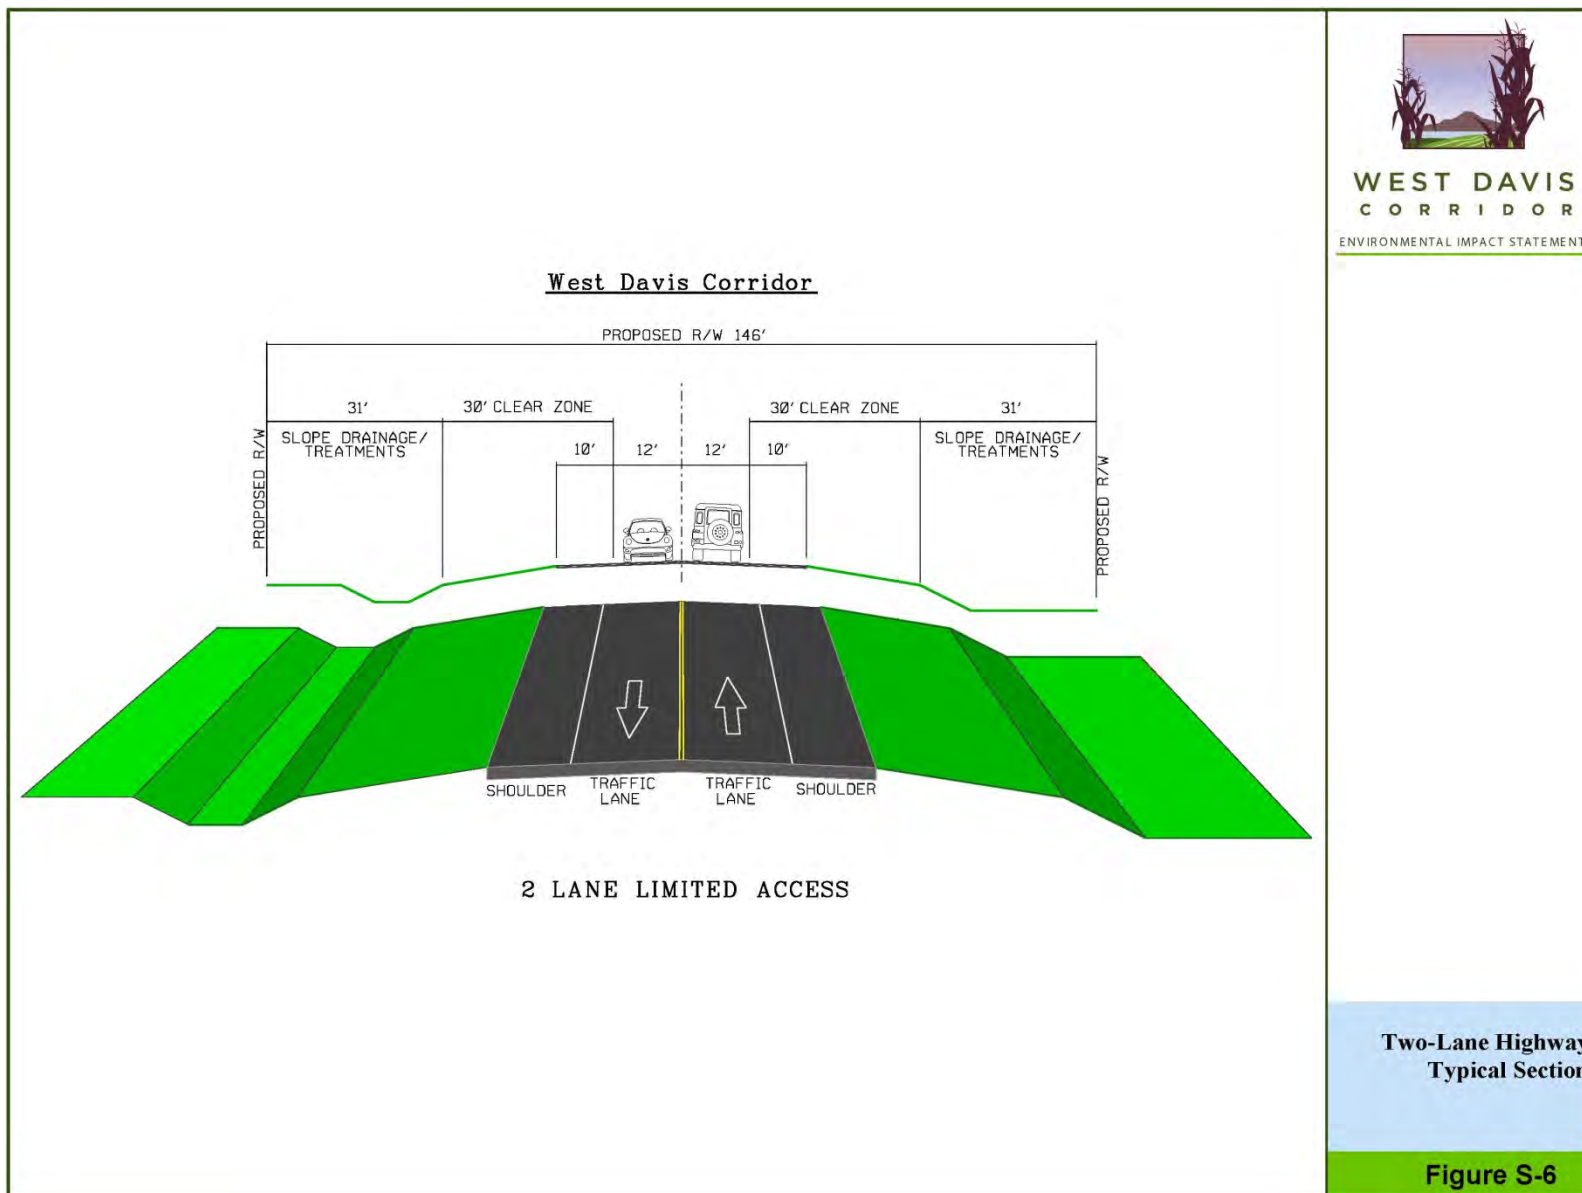 WEST DAVIS
CORRIDOR
ENVIRONMENTAL IMPACT STATEMENT
West Davis Corridor
PROPOSED R/W 146'
31'
30' CLEAR ZONE
30' CLEAR ZONE
31'
SLOPE DRAINAGE/
TREATMENTS
10'
12'
12'
10'
SLOPE DRAINAGE/
TREATMENTS
PROPOSED R/W
PROPOSED R/W
SHOULDER
TRAFFIC
LANE
TRAFFIC
LANE
SHOULDER
2 LANE LIMITED ACCESS
Two-Lane Highway
Typical Section
Figure S-6